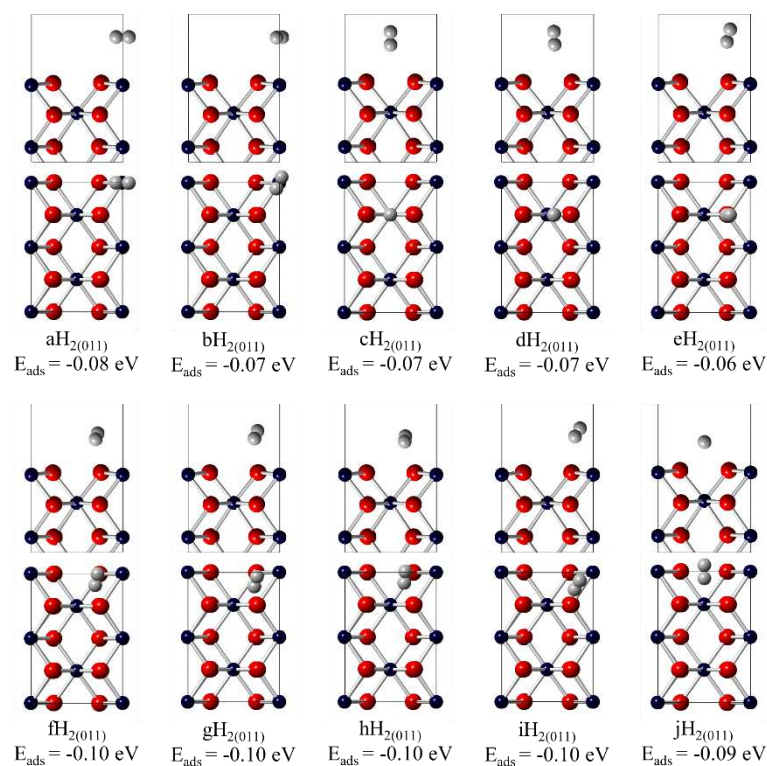 aH2(011) bH2(011) cH2(011) dH2(011) eH2(011)
Eads = -0.08 eV Eads = -0.07 eV Eads = -0.07 eV Eads = -0.07 eV Eads = -0.06 eV
fH2(011) gH2(011) hH2(011) iH2(011) jH2(011)
Eads = -0.10 eV Eads = -0.10 eV Eads = -0.10 eV Eads = -0.10 eV Eads = -0.09 eV